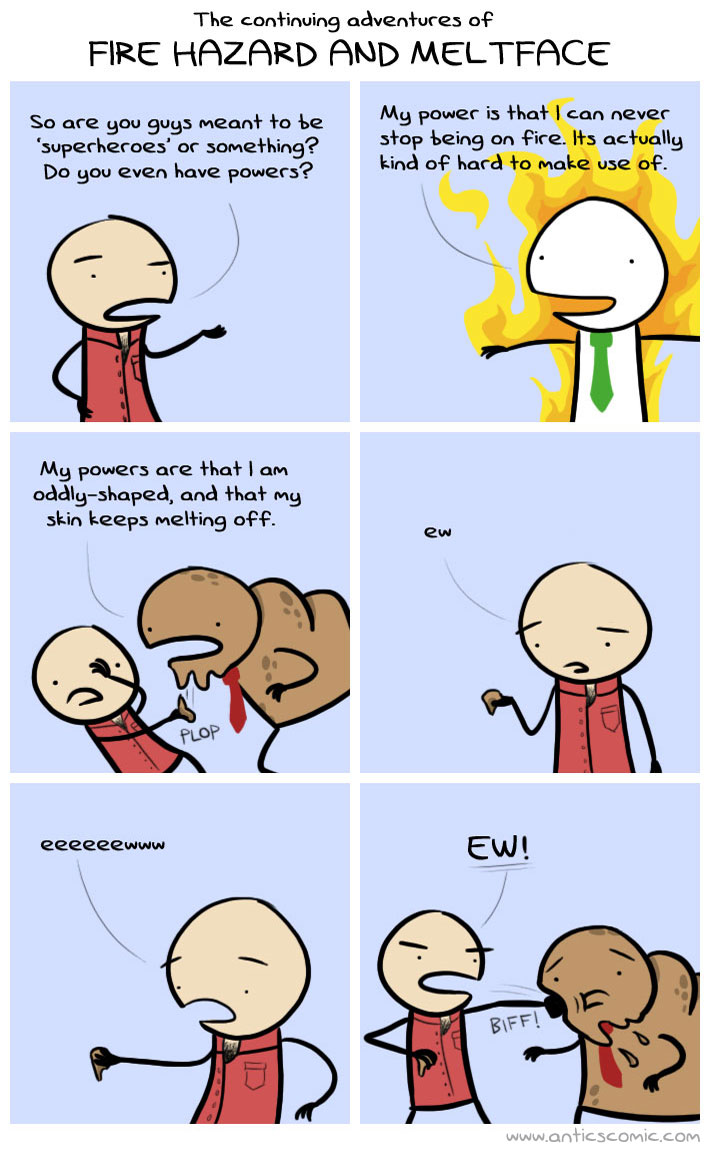 The continuing adventures of
FIRE HAZARD AND MELTFACE
So are you guys meant to be
'superheroes' or something?
Do you even have powers?
My power is that I can never
stop being on fire. Its actually
kind of hard to make use of.
My powers are that I am
oddly-shaped, and that my
skin keeps melting off.
PLOP
ew
eeeeeewww
EW!
BIFF!
www.anticscomic.com